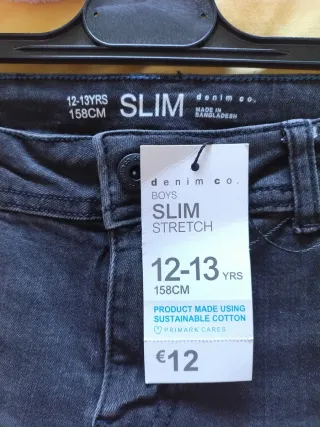 12-13YRS
158CM
SLIM
denim co.
MADE IN
BANGLADESH
denim co.
BOYS
SLIM
STRETCH
12-13 YRS
158CM
PRODUCT MADE USING
SUSTAINABLE COTTON
PRIMARK CARES
€12